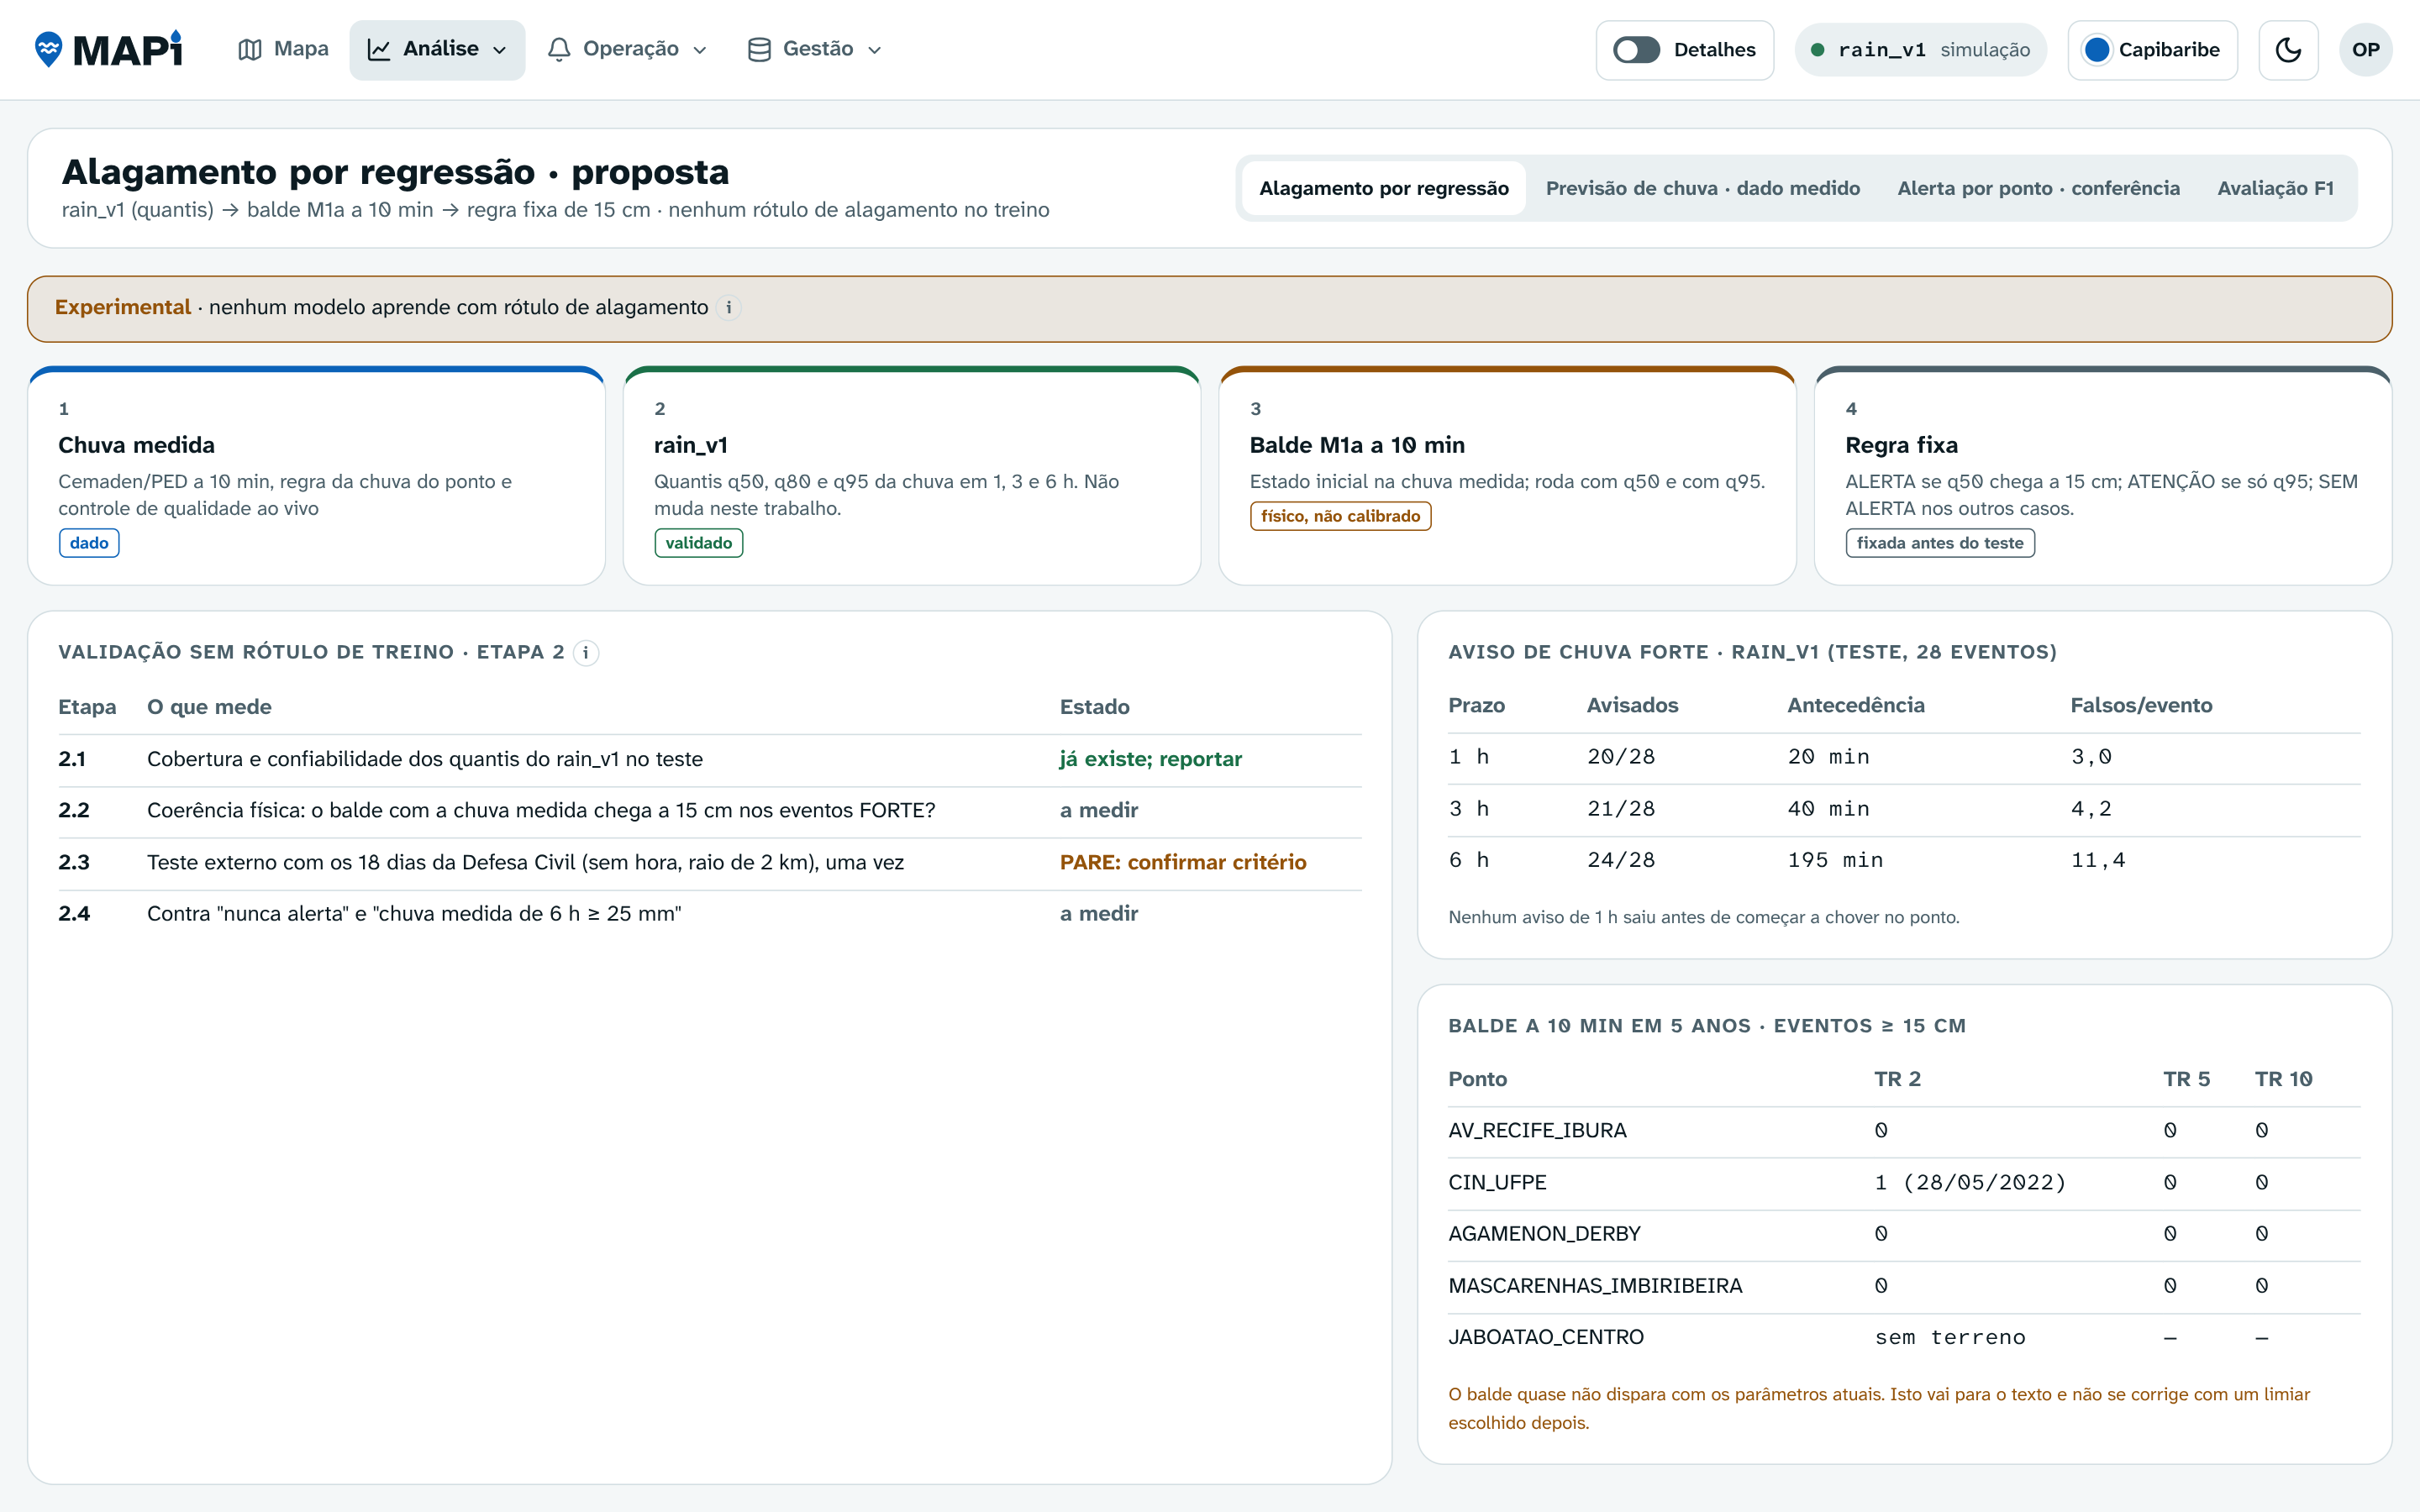 MAPi
Mapa
Análise
Operação
Gestão
Detalhes
rain_v1 simulação
Capibaribe
OP
Alagamento por regressão · proposta
rain_v1 (quantis) → balde M1a a 10 min → regra fixa de 15 cm · nenhum rótulo de alagamento no treino
Alagamento por regressão
Previsão de chuva · dado medido
Alerta por ponto · conferência
Avaliação F1
Experimental · nenhum modelo aprende com rótulo de alagamento i
1
Chuva medida
Cemaden/PED a 10 min, regra da chuva do ponto e
controle de qualidade ao vivo
dado
2
rain_v1
Quantis q50, q80 e q95 da chuva em 1, 3 e 6 h. Não
muda neste trabalho.
validado
3
Balde M1a a 10 min
Estado inicial na chuva medida; roda com q50 e com q95.
físico, não calibrado
4
Regra fixa
ALERTA se q50 chega a 15 cm; ATENÇÃO se só q95; SEM
ALERTA nos outros casos.
fixada antes do teste
VALIDAÇÃO SEM RÓTULO DE TREINO · ETAPA 2 i
Etapa O que mede Estado
2.1 Cobertura e confiabilidade dos quantis do rain_v1 no teste já existe; reportar
2.2 Coerência física: o balde com a chuva medida chega a 15 cm nos eventos FORTE? a medir
2.3 Teste externo com os 18 dias da Defesa Civil (sem hora, raio de 2 km), uma vez PARE: confirmar critério
2.4 Contra "nunca alerta" e "chuva medida de 6 h ≥ 25 mm" a medir
AVISO DE CHUVA FORTE · RAIN_V1 (TESTE, 28 EVENTOS)
Prazo Avisados Antecedência Falsos/evento
1 h 20/28 20 min 3,0
3 h 21/28 40 min 4,2
6 h 24/28 195 min 11,4
Nenhum aviso de 1 h saiu antes de começar a chover no ponto.
BALDE A 10 MIN EM 5 ANOS · EVENTOS ≥ 15 CM
Ponto TR 2 TR 5 TR 10
AV_RECIFE_IBURA 0 0 0
CIN_UFPE 1 (28/05/2022) 0 0
AGAMENON_DERBY 0 0 0
MASCARENHAS_IMBIRIBEIRA 0 0 0
JABOATAO_CENTRO sem terreno — —
O balde quase não dispara com os parâmetros atuais. Isto vai para o texto e não se corrige com um limiar
escolhido depois.